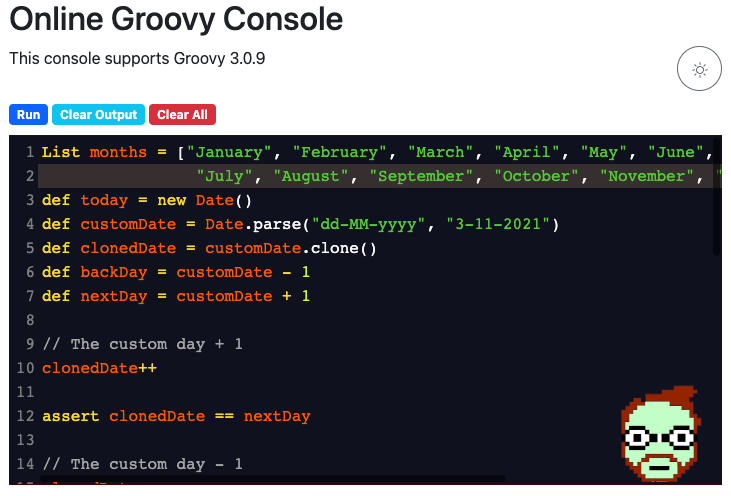 Online Groovy Console
This console supports Groovy 3.0.9
Run Clear Output Clear All
1 List months = ["January", "February", "March", "April", "May", "June",
2 "July", "August", "September", "October", "November", "
3 def today = new Date()
4 def customDate = Date.parse("dd-MM-yyyy", "3-11-2021")
5 def clonedDate = customDate.clone()
6 def backDay = customDate - 1
7 def nextDay = customDate + 1
8
9 // The custom day + 1
10 clonedDate++
11
12 assert clonedDate == nextDay
13
14 // The custom day - 1